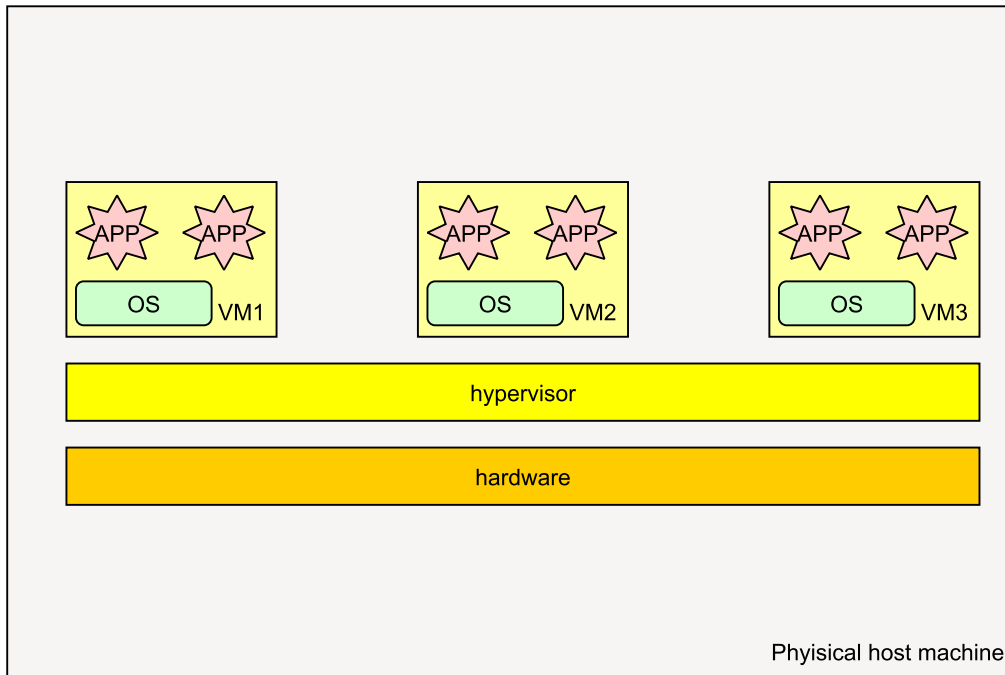 APP APP
OS VM1
APP APP
OS VM2
APP APP
OS VM3
hypervisor
hardware
Phyisical host machine